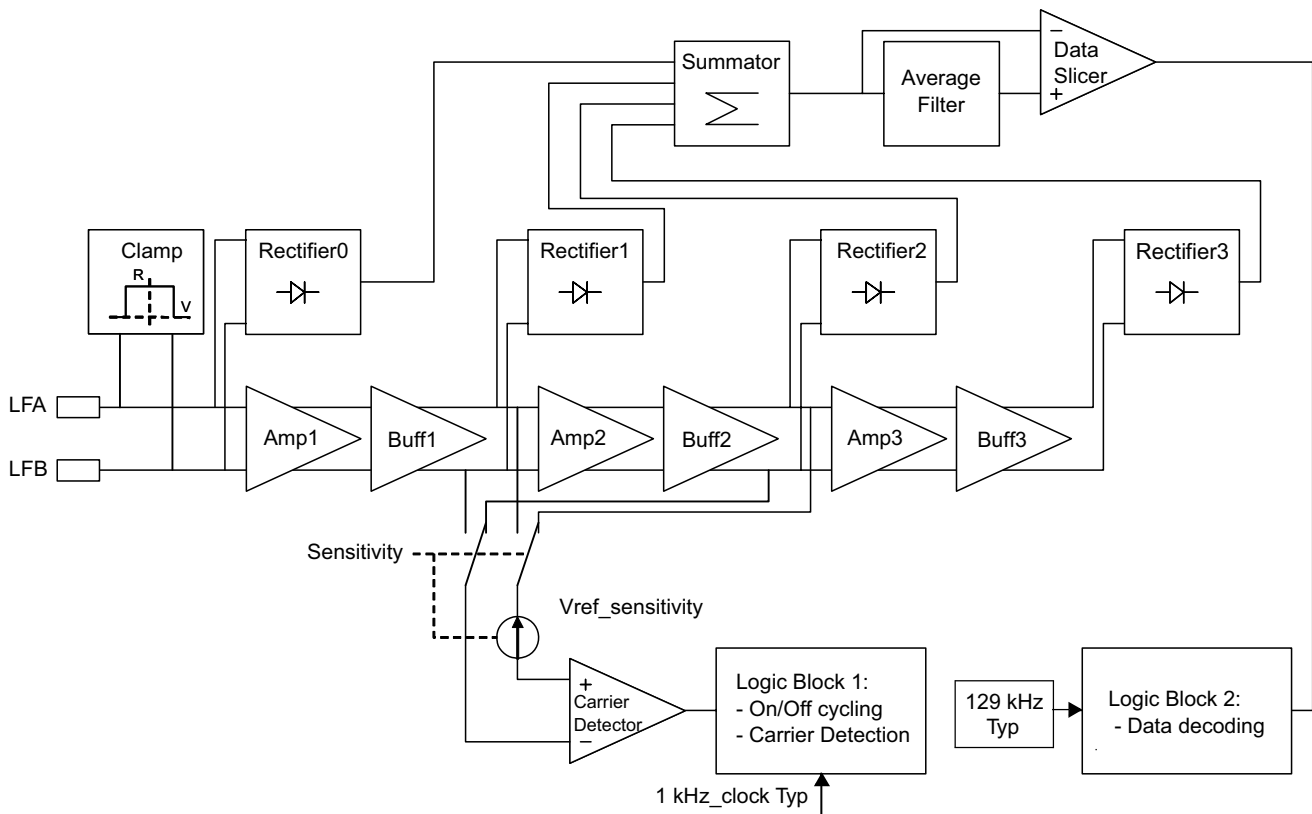 Summator
Average
Filter
−
Data
Slicer
+
Clamp
R
V
Rectifier0
Rectifier1
Rectifier2
Rectifier3
LFA
LFB
Amp1
Buff1
Amp2
Buff2
Amp3
Buff3
Sensitivity
Vref_sensitivity
+
Carrier
Detector
−
Logic Block 1:
- On/Off cycling
- Carrier Detection
1 kHz_clock Typ
129 kHz
Typ
Logic Block 2:
- Data decoding